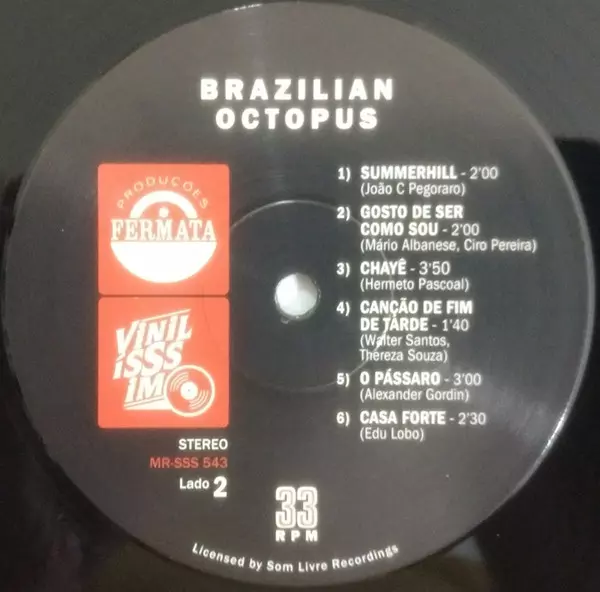 BRAZILIAN
OCTOPUS
PRODUÇÕES
FERMATA
VINIL
ISSS
IMO
STEREO
MR-SSS 543
Lado 2
1) SUMMERHILL - 2'00
(João C Pegoraro)
2) GOSTO DE SER
COMO SOU - 2'00
(Mário Albanese, Ciro Pereira)
3) CHAYÊ - 3'50
(Hermeto Pascoal)
4) CANÇÃO DE FIM
DE TARDE - 1'40
(Walter Santos,
Thereza Souza)
5) O PÁSSARO - 3'00
(Alexander Gordin)
6) CASA FORTE - 2'30
(Edu Lobo)
33
RPM
Licensed by Som Livre Recordings